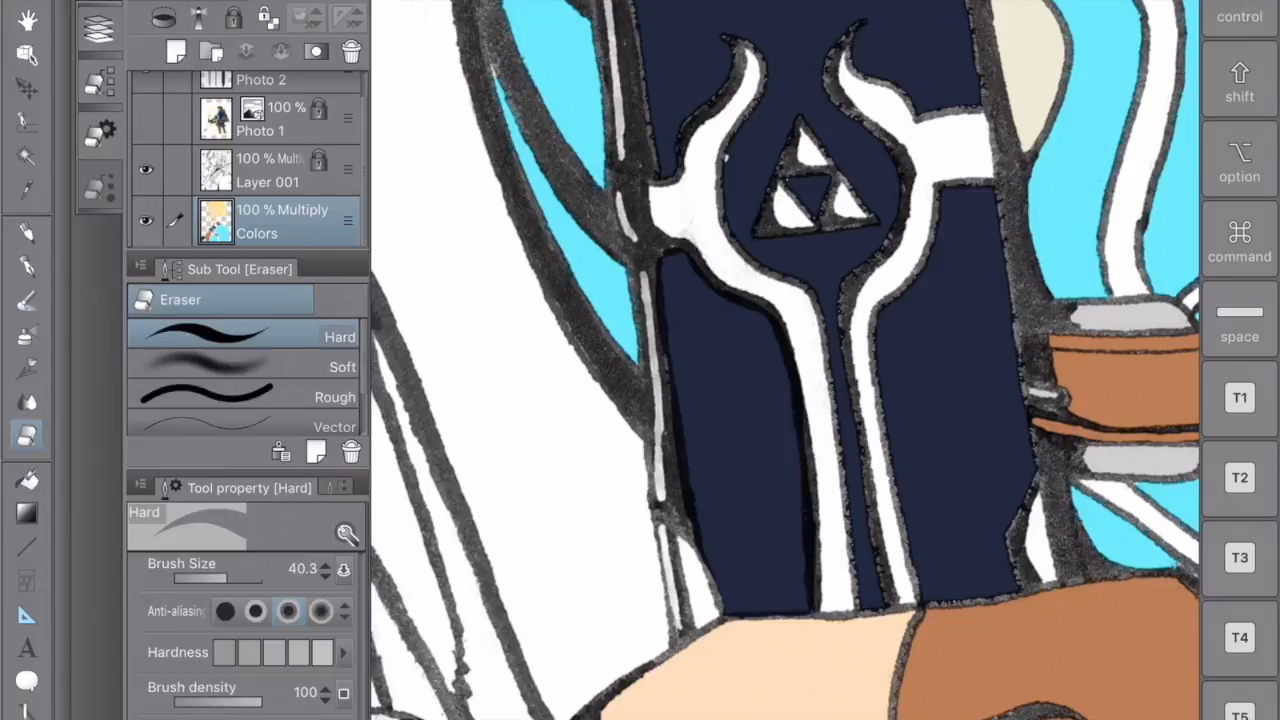 Photo 2
100 %
Photo 1
100 % Multi
Layer 001
100 % Multiply
Colors
Sub Tool [Eraser]
Eraser
Hard
Soft
Rough
Vector
Tool property [Hard]
Hard
Brush Size 40.3
Anti-aliasing
Hardness
Brush density 100
A
control
shift
option
command
space
T1
T2
T3
T4
T5